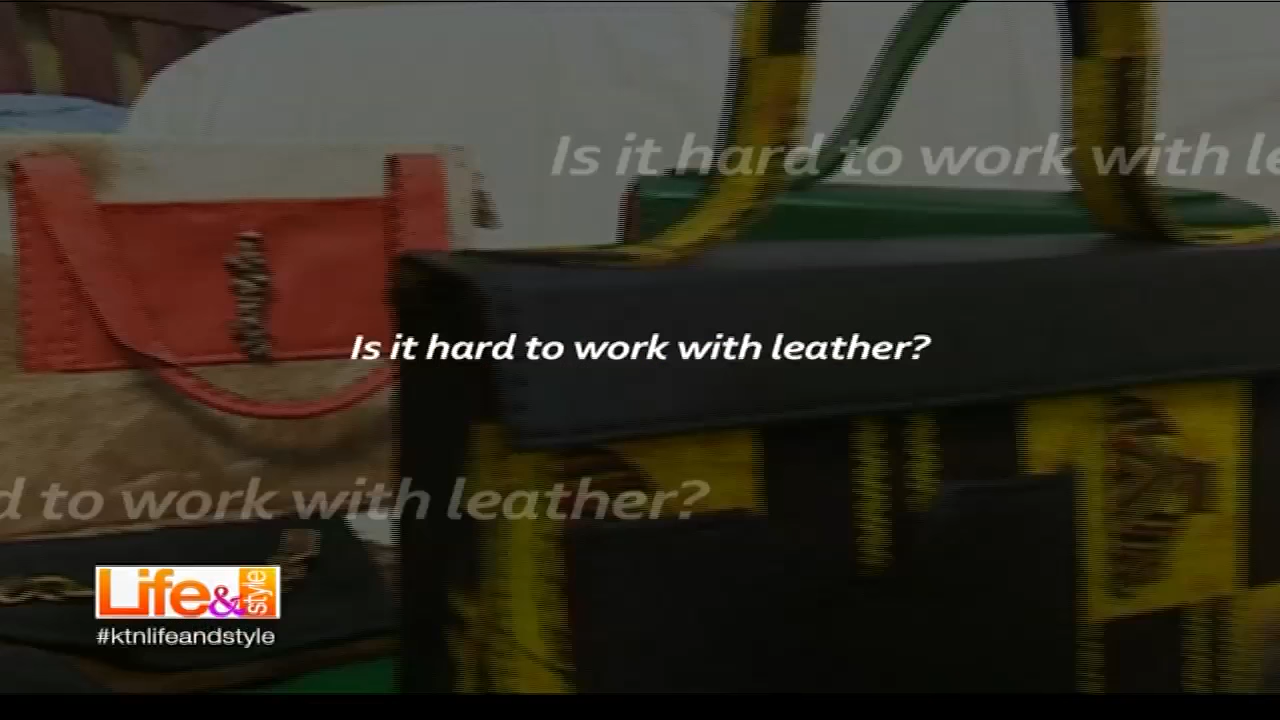 Is it hard to work with le
Is it hard to work with leather?
d to work with leather?
Life& style
#ktnlifeandstyle